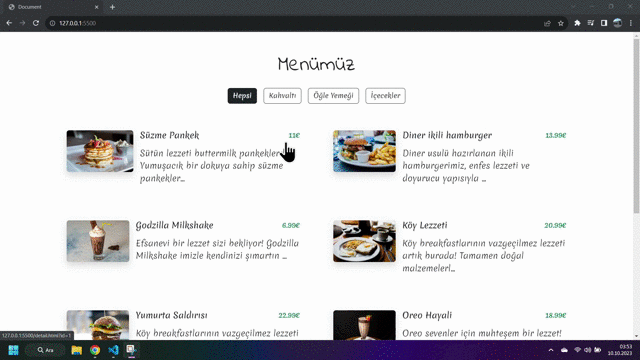 Document
127.0.0.1:5500
Menümüz
Hepsi
Kahvaltı
Öğle Yemeği
İçecekler
Süzme Pankek
11€
Sütün lezzeti buttermilk pankekler
Yumuşacık bir dokuya sahip süzme
pankekler...
Diner ikili hamburger
13.99€
Diner usulü hazırlanan ikili
hamburgerimiz, enfes lezzeti ve
doyurucu yapısıyla ...
Godzilla Milkshake
6.99€
Efsanevi bir lezzet sizi bekliyor! Godzilla
Milkshake imizle kendinizi şımartın ...
Köy Lezzeti
20.99€
Köy breakfastlarının vazgeçilmez lezzeti
artık burada! Tamamen doğal
malzemelerl...
Yumurta Saldırısı
22.99€
Köy breakfastlarının vazgeçilmez lezzeti
Oreo Hayali
18.99€
Oreo sevenler için muhteşem bir lezzet!
127.0.0.1:5500/detail.html?id=1
Ara
03:53
10.10.2023